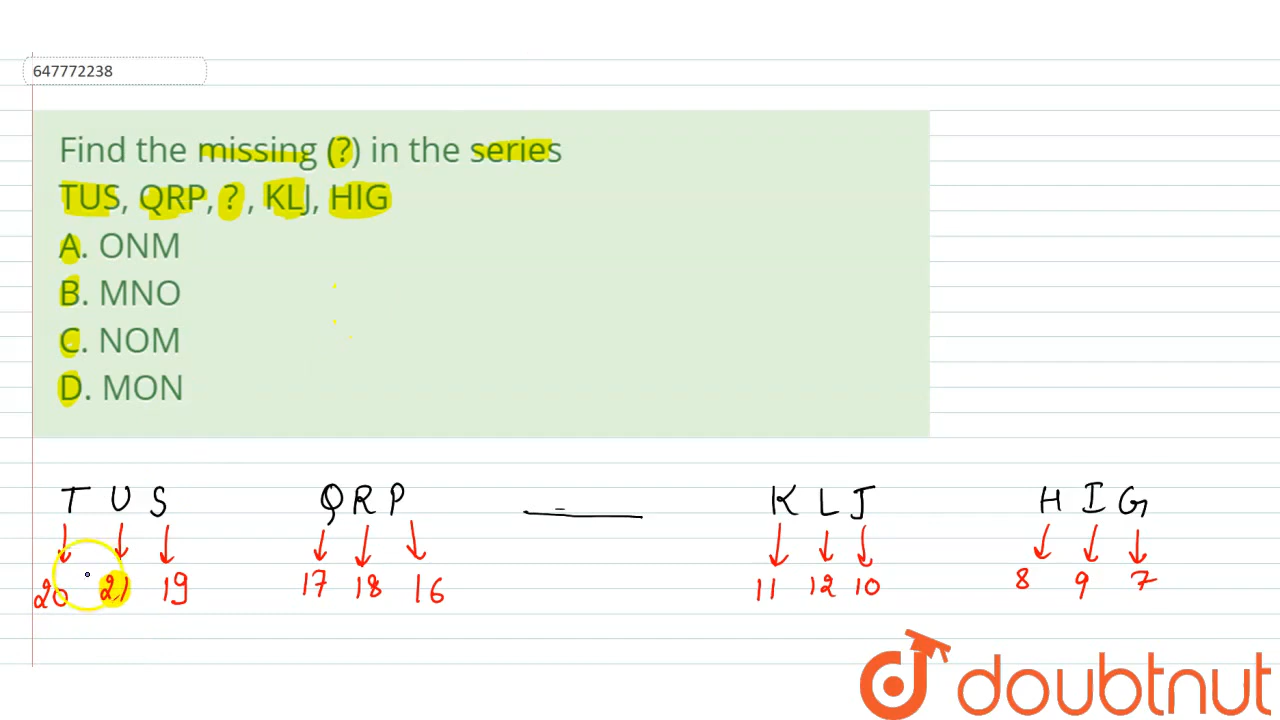 647772238
Find the missing (?) in the series
TUS, QRP, ? , KLJ, HIG
A. ONM
B. MNO
C. NOM
D. MON
T U S Q R P K L J H I G
20 21 19 17 18 16 11 12 10 8 9 7
doubtnut